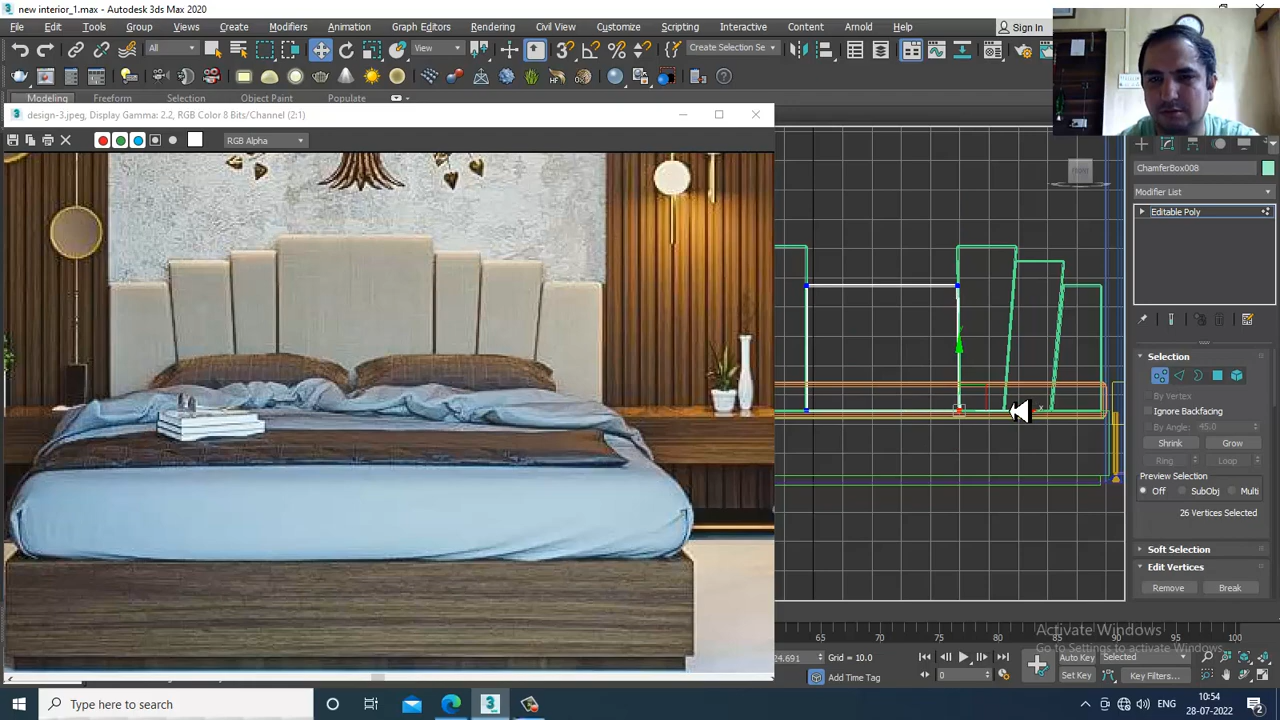 new interior_1.max - Autodesk 3ds Max 2020
File Edit Tools Group Views Create Modifiers Animation Graph Editors Rendering Civil View Customize Scripting Interactive Content Arnold Help Sign In
All View Create Selection Se
Modeling Freeform Selection Object Paint Populate
design-3.jpeg, Display Gamma: 2.2, RGB Color 8 Bits/Channel (2:1)
RGB Alpha
ChamferBox008
Modifier List
Editable Poly
Selection
By Vertex
Ignore Backfacing
By Angle: 45.0
Shrink Grow
Ring Loop
Preview Selection
Off SubObj Multi
26 Vertices Selected
Soft Selection
Edit Vertices
Remove Break
65 70 75 80 85 90 95 100
Activate Windows
Go to Settings to activate Windows.
24.691 Grid = 10.0 Auto Key Selected
Add Time Tag 0 Set Key Key Filters...
Type here to search
ENG 10:54
28-07-2022 2